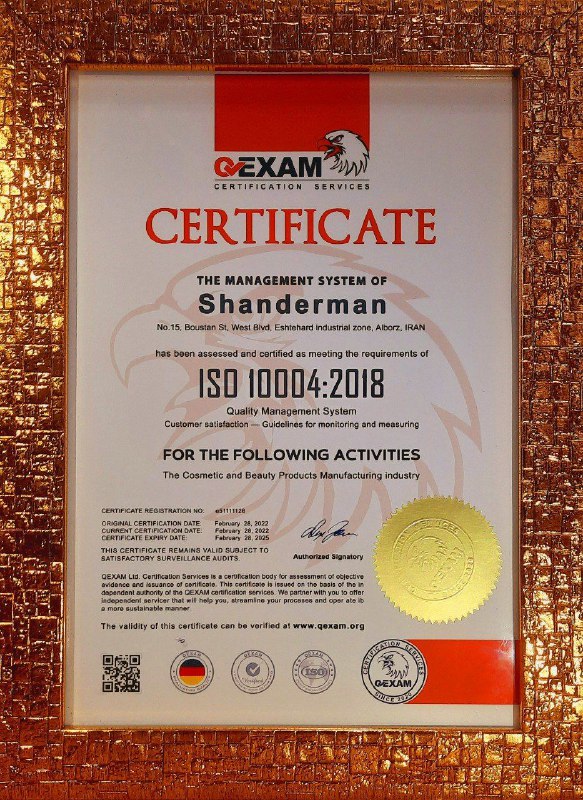 QEXAM
CERTIFICATION SERVICES
CERTIFICATE
THE MANAGEMENT SYSTEM OF
Shanderman
No.15, Boustan St, West Blvd, Eshtehard industrial zone, Alborz, IRAN
has been assessed and certified as meeting the requirements of
ISO 10004:2018
Quality Management System
Customer satisfaction — Guidelines for monitoring and measuring
FOR THE FOLLOWING ACTIVITIES
The Cosmetic and Beauty Products Manufacturing industry
CERTIFICATE REGISTRATION NO:
ORIGINAL CERTIFICATION DATE: February 28, 2022
CURRENT CERTIFICATION DATE: February 28, 2022
CERTIFICATE EXPIRY DATE: February 28, 2025
THIS CERTIFICATE REMAINS VALID SUBJECT TO
SATISFACTORY SURVEILLANCE AUDITS.
Authorized Signatory
QEXAM Ltd. Certification Services is a certification body for assessment of objective
evidence and issuance of certificate. This certificate is issued on the basis of the in
dependent authority of the QEXAM certification services. We partner with you to offer
independent services that will help you, streamline your processes and oper ate ib
a more sustainable manner.
The validity of this certificate can be verified at www.qexam.org
QEXAM
Verified
ISO
CERTIFICATION SERVICES
QEXAM